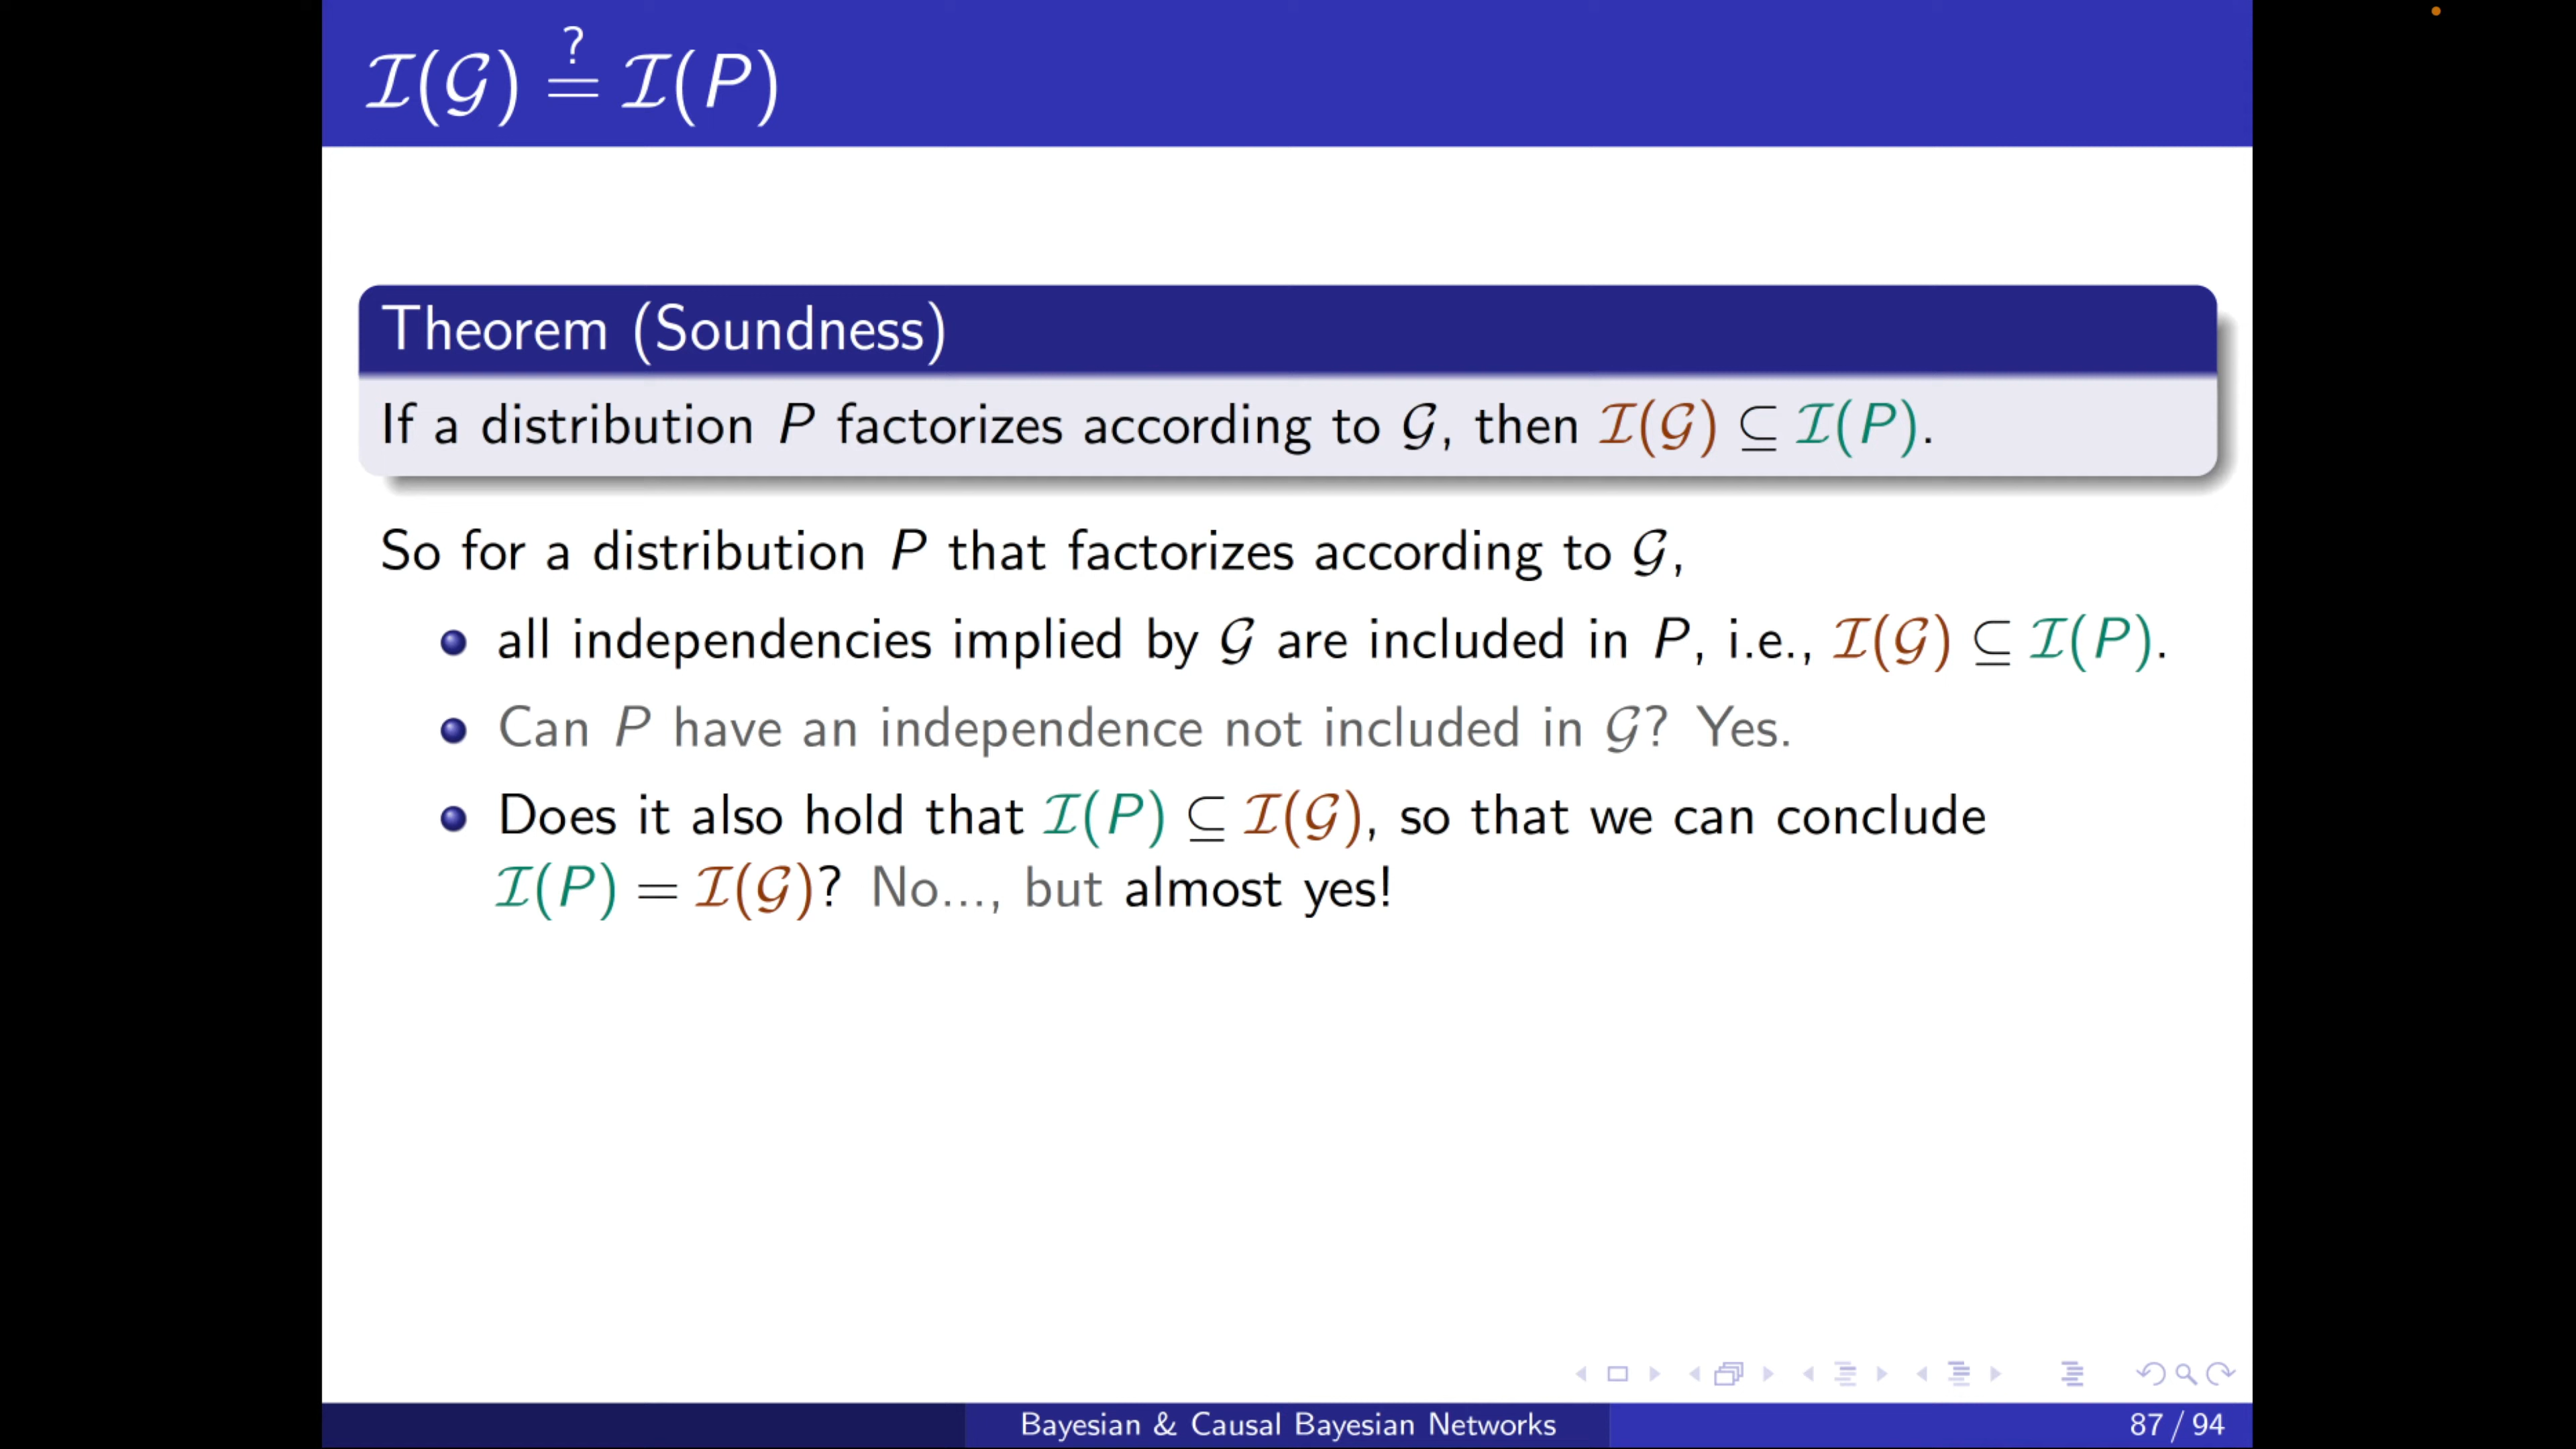 𝓘(𝓖) ≟ 𝓘(P)
Theorem (Soundness)
If a distribution P factorizes according to 𝓖, then 𝓘(𝓖) ⊆ 𝓘(P).
So for a distribution P that factorizes according to 𝓖,
all independencies implied by 𝓖 are included in P, i.e., 𝓘(𝓖) ⊆ 𝓘(P).
Can P have an independence not included in 𝓖? Yes.
Does it also hold that 𝓘(P) ⊆ 𝓘(𝓖), so that we can conclude
𝓘(P) = 𝓘(𝓖)? No..., but almost yes!
Bayesian & Causal Bayesian Networks
87 / 94